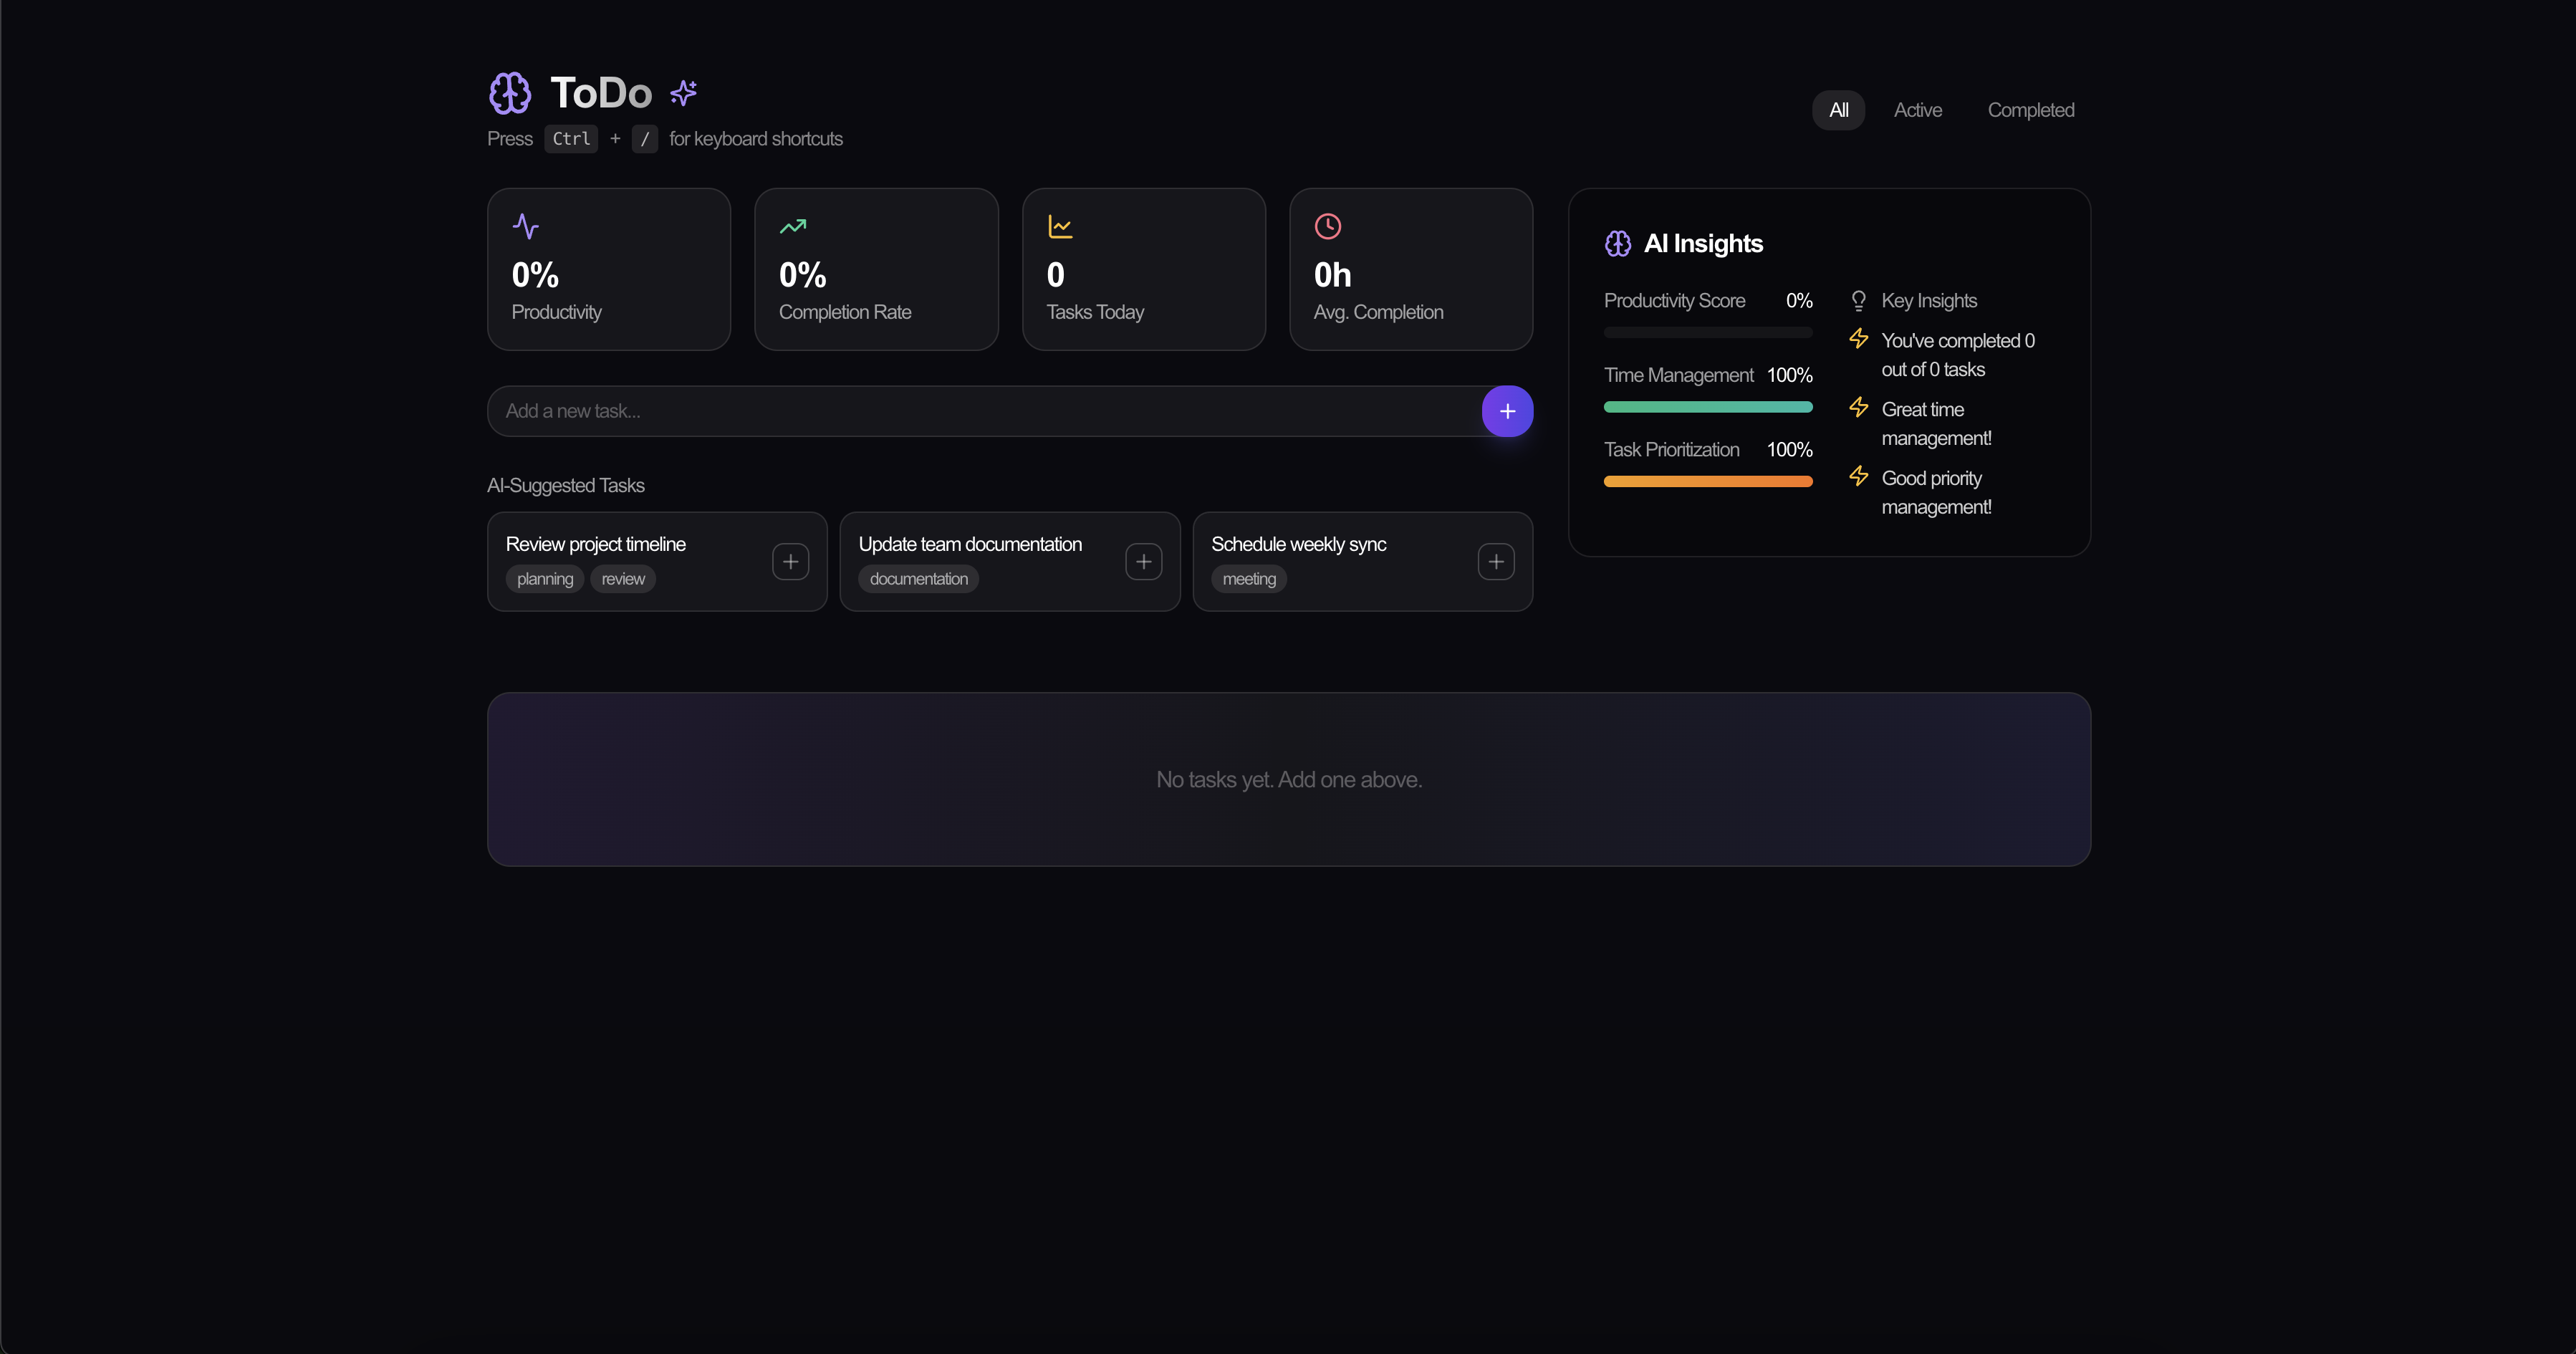 ToDo
Press Ctrl + / for keyboard shortcuts
All Active Completed
0%
Productivity
0%
Completion Rate
0
Tasks Today
0h
Avg. Completion
Add a new task...
AI-Suggested Tasks
Review project timeline
planning review
Update team documentation
documentation
Schedule weekly sync
meeting
AI Insights
Productivity Score 0%
Time Management 100%
Task Prioritization 100%
Key Insights
You've completed 0
out of 0 tasks
Great time
management!
Good priority
management!
No tasks yet. Add one above.